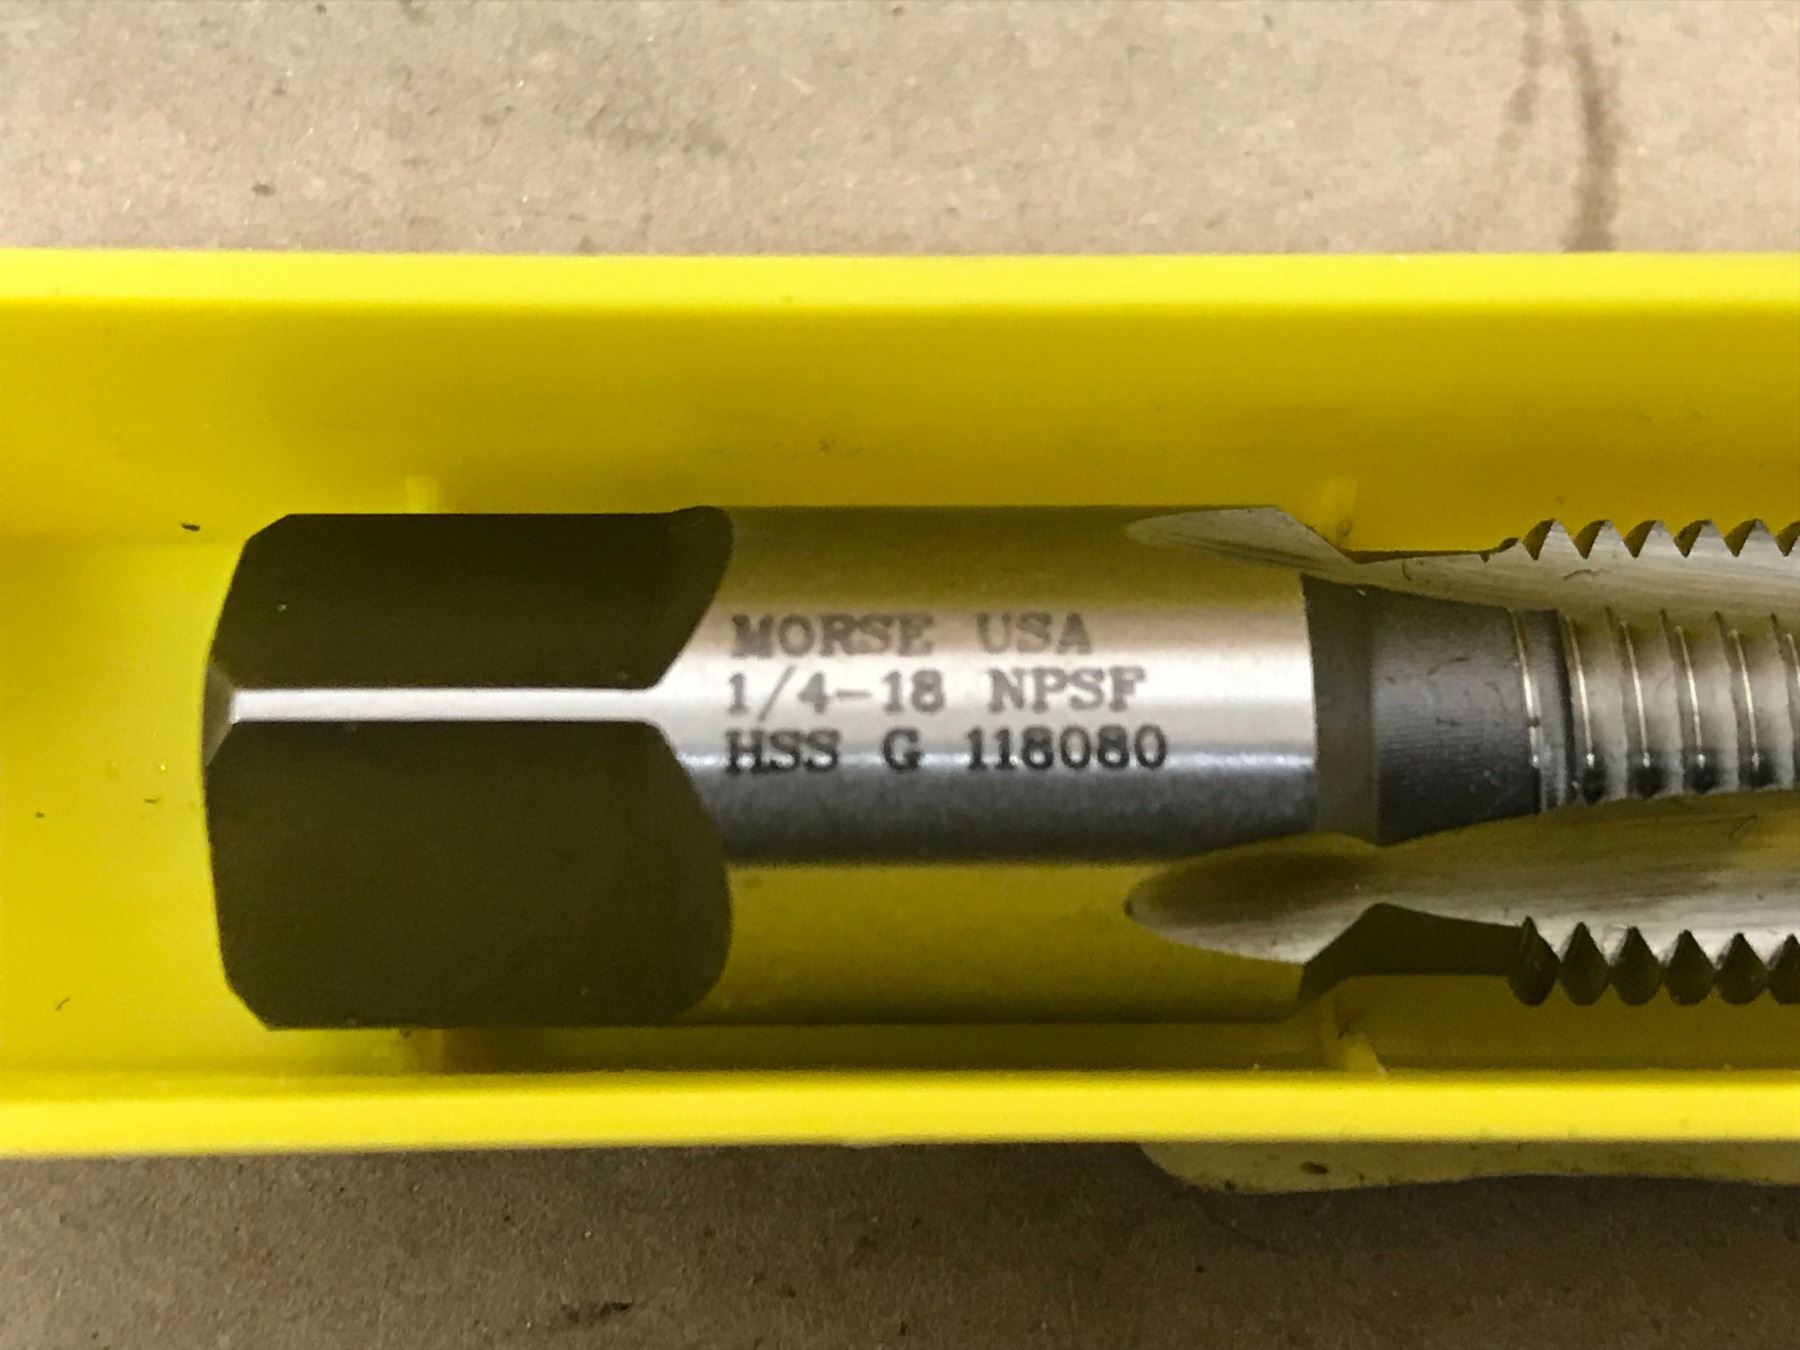 MORSE USA
1/4-18 NPSF
HSS G 118080